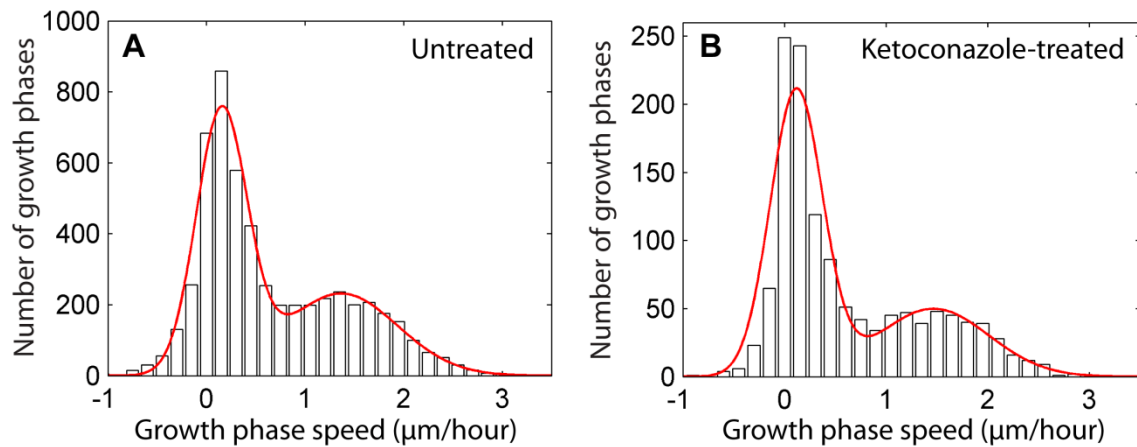 A
Untreated
Number of growth phases
1000
800
600
400
200
0
-1
0
1
2
3
Growth phase speed (µm/hour)
B
Ketoconazole-treated
Number of growth phases
250
200
150
100
50
0
-1
0
1
2
3
Growth phase speed (µm/hour)